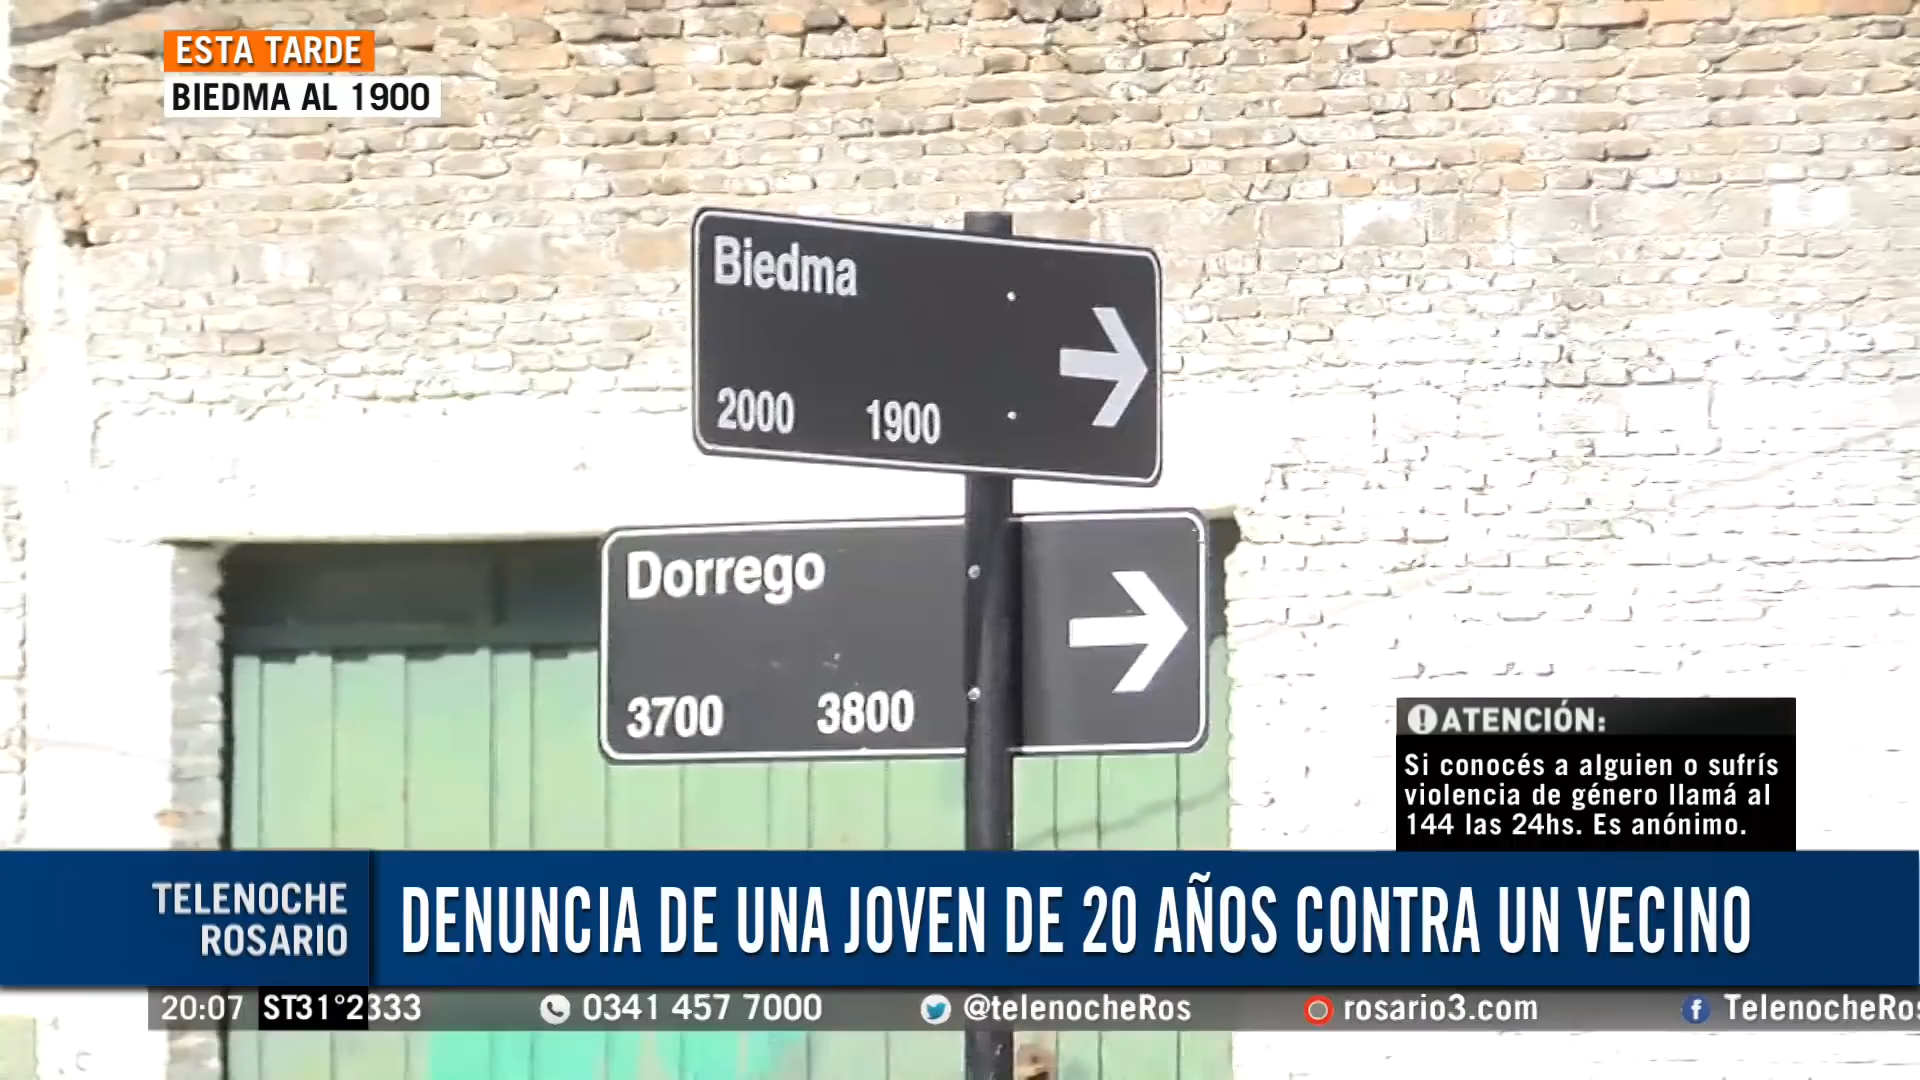 ESTA TARDE
BIEDMA AL 1900
Biedma
2000 1900
Dorrego
3700 3800
ATENCIÓN:
Si conocés a alguien o sufrís
violencia de género llamá al
144 las 24hs. Es anónimo.
TELENOCHE
ROSARIO
DENUNCIA DE UNA JOVEN DE 20 AÑOS CONTRA UN VECINO
20:07 ST31°2333 0341 457 7000 @telenocheRos rosario3.com TelenocheRos